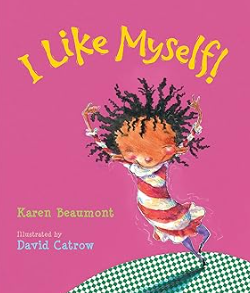 I Like Myself!
Karen Beaumont
Illustrated by
David Catrow